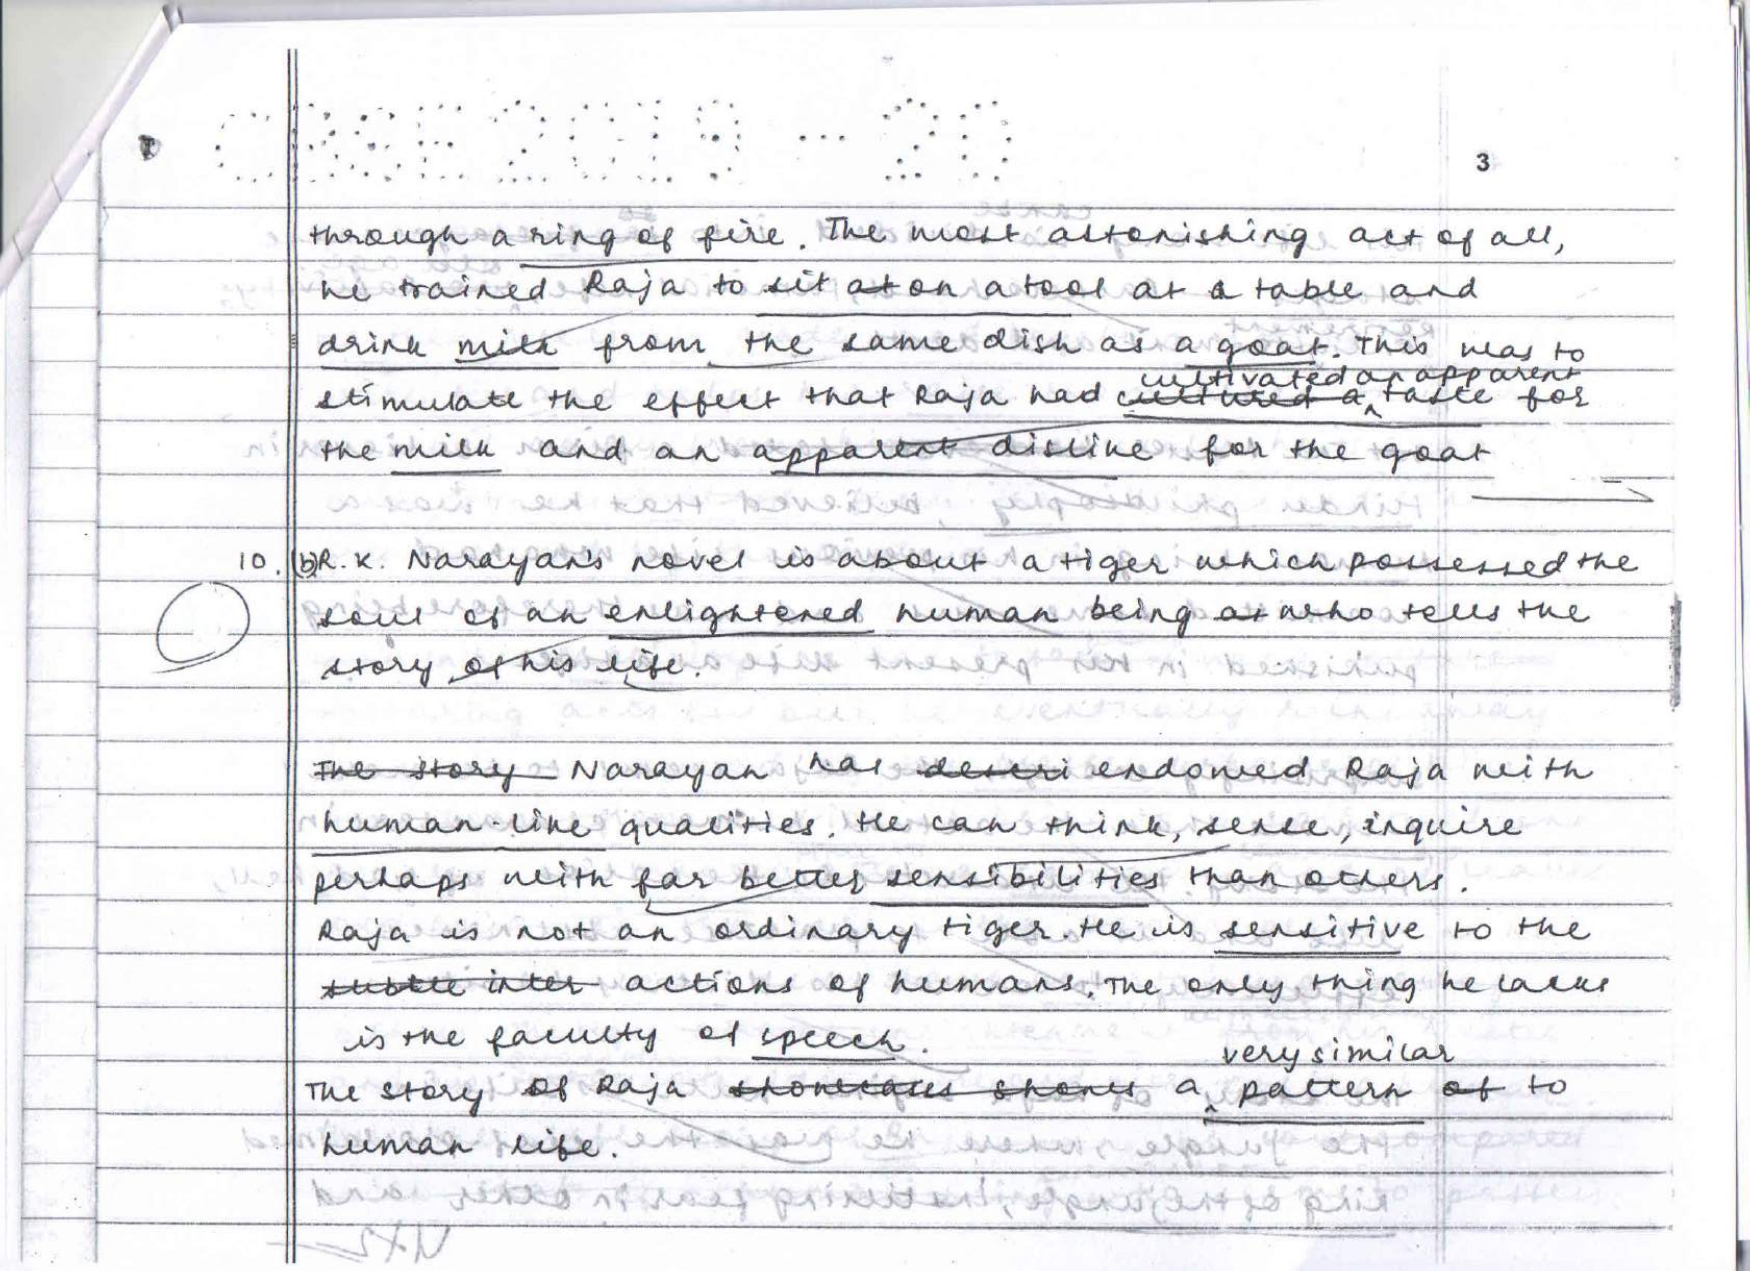 CBSE 2019 - 20
3
through a ring of fire. The most astonishing act of all,
he trained Raja to sit at on a tool at a table and
drink milk from the same dish as a goat. This was to
cultivated an apparent
stimulate the effect that Raja had cultured a taste for
the milk and an apparent dislike for the goat
10. (b) R. K. Narayan's novel is about a tiger which possessed the
soul of an enlightened human being at who tells the
story of his life.
The story Narayan has descri endowed Raja with
human-like qualities. He can think, sense, inquire
perhaps with far better sensibilities than others.
Raja is not an ordinary tiger. He is sensitive to the
subtle inter actions of humans. The only thing he lacks
is the faculty of speech.
very similar
The story of Raja showcases shows a pattern of to
human life.